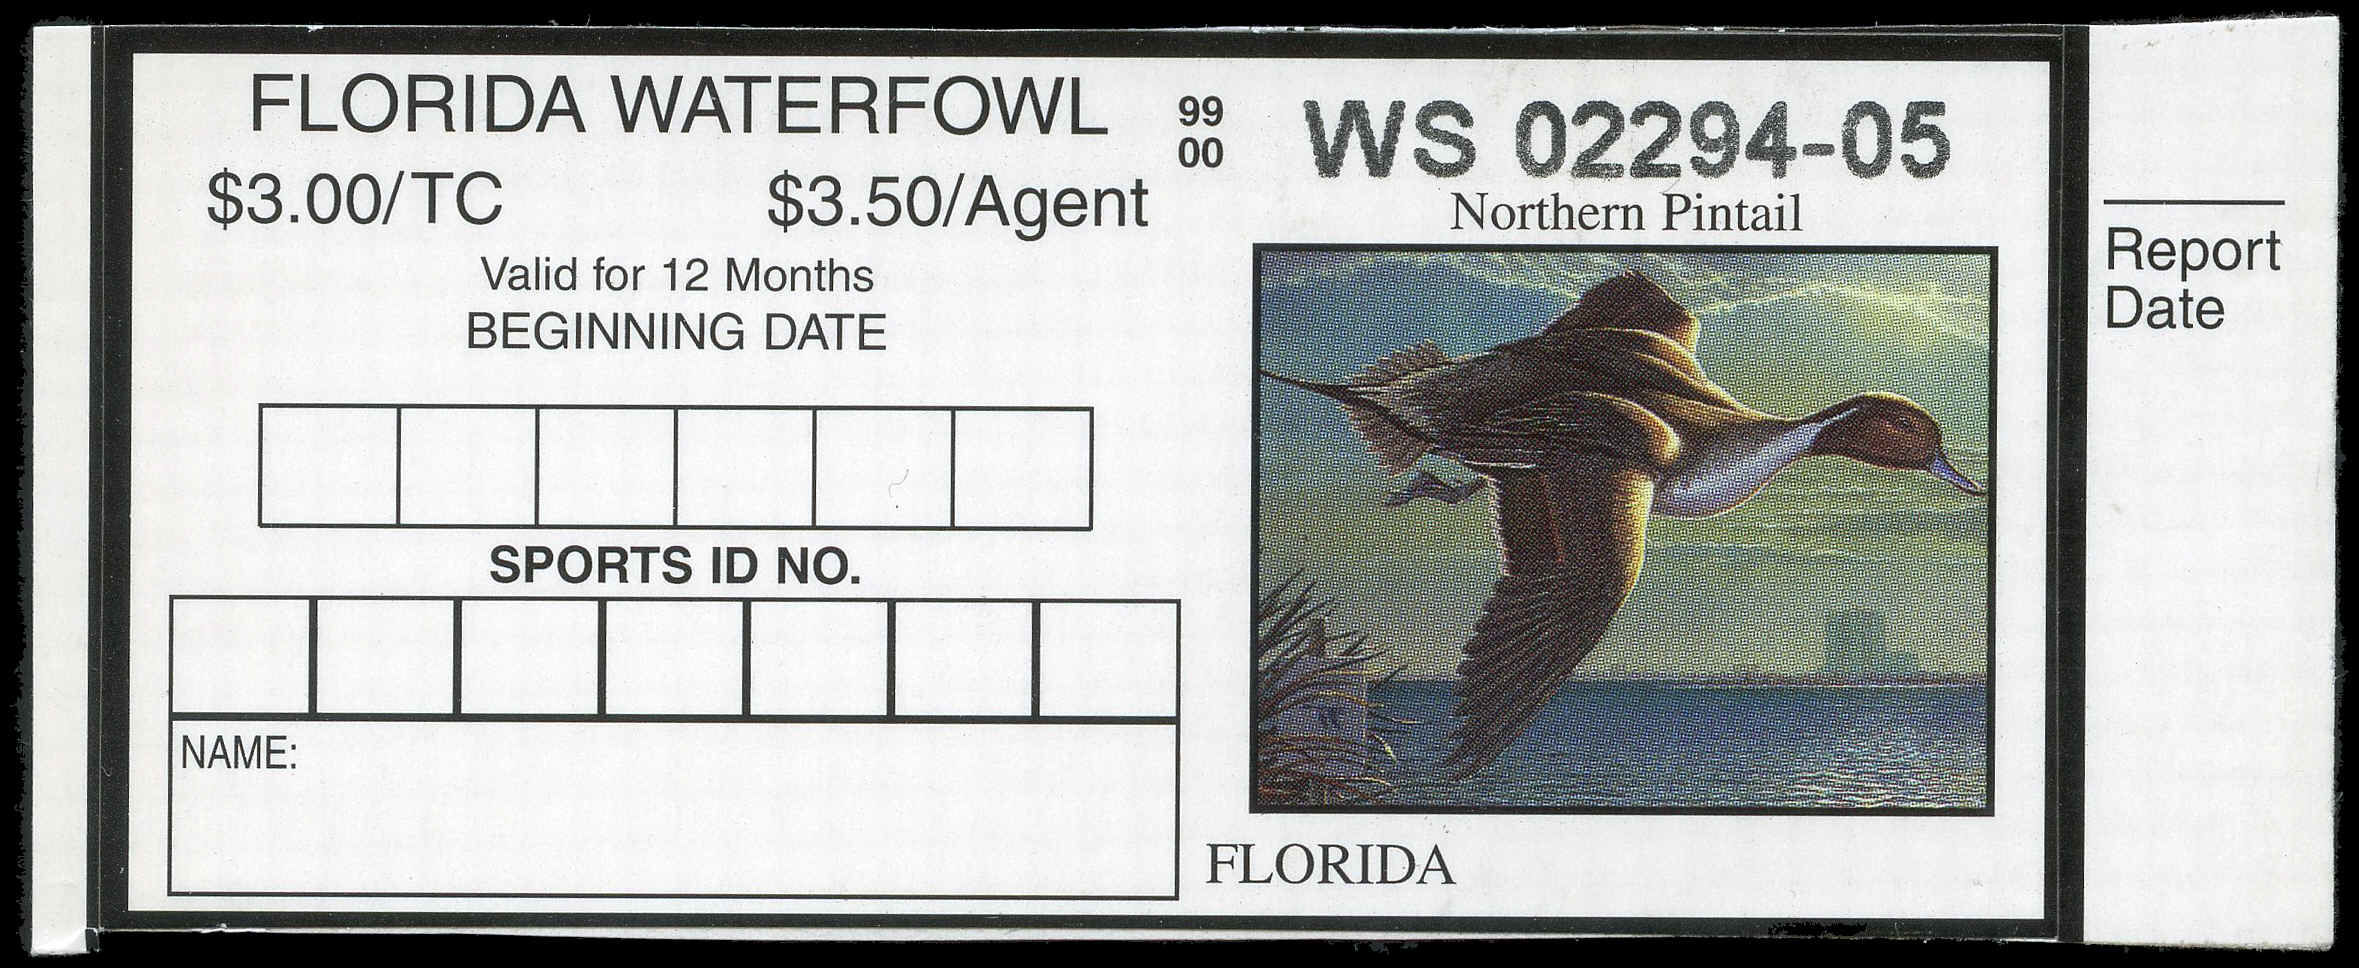 FLORIDA WATERFOWL
$3.00/TC $3.50/Agent
Valid for 12 Months
BEGINNING DATE
SPORTS ID NO.
NAME:
99
00
WS 02294-05
Northern Pintail
FLORIDA
Report
Date